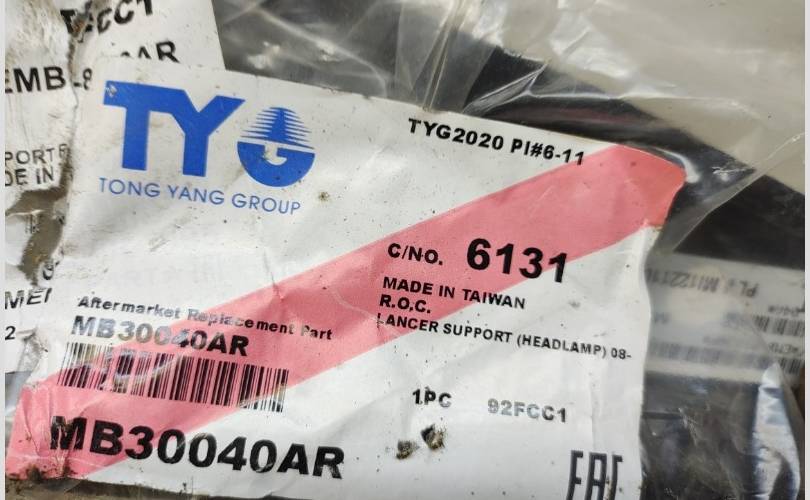 TYG
TONG YANG GROUP
TYG2020 PI#6-11
C/NO. 6131
MADE IN TAIWAN
R.O.C.
LANCER SUPPORT (HEADLAMP) 08-
Aftermarket Replacement Part
MB30040AR
1PC 92FCC1
MB30040AR
EAC